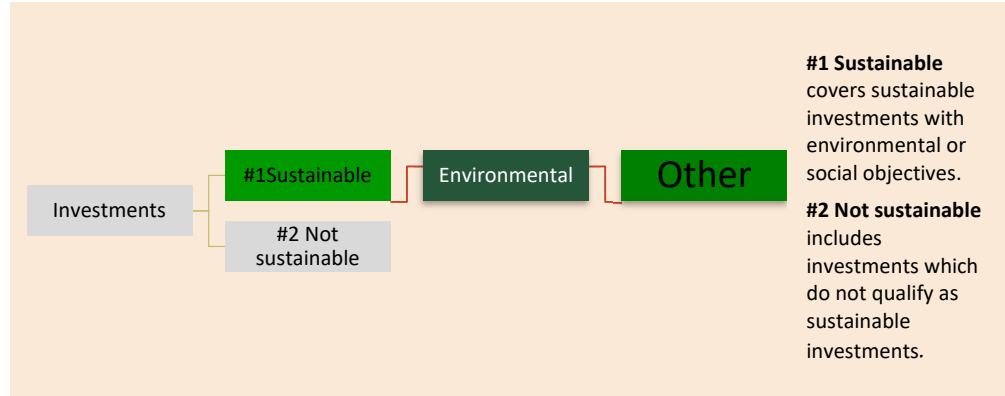 Investments
#1Sustainable
#2 Not
sustainable
Environmental
Other
#1 Sustainable
covers sustainable
investments with
environmental or
social objectives.
#2 Not sustainable
includes
investments which
do not qualify as
sustainable
investments.